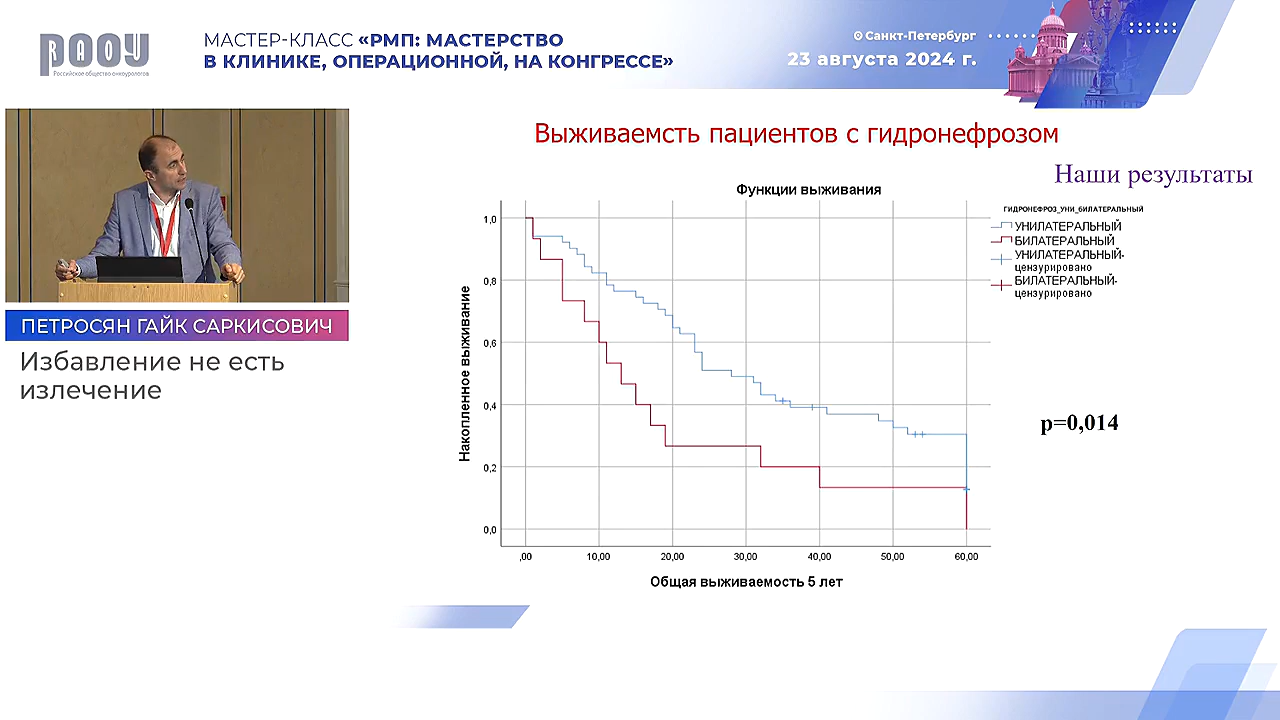 РАОУ
Российское общество онкоурологов
МАСТЕР-КЛАСС «РМП: МАСТЕРСТВО
В КЛИНИКЕ, ОПЕРАЦИОННОЙ, НА КОНГРЕССЕ»
Санкт-Петербург
23 августа 2024 г.
ПЕТРОСЯН ГАЙК САРКИСОВИЧ
Избавление не есть
излечение
Выживаемсть пациентов с гидронефрозом
Наши результаты
Функции выживания
ГИДРОНЕФРОЗ_УНИ_БИЛАТЕРАЛЬНЫЙ
УНИЛАТЕРАЛЬНЫЙ
БИЛАТЕРАЛЬНЫЙ
УНИЛАТЕРАЛЬНЫЙ-
цензурировано
БИЛАТЕРАЛЬНЫЙ-
цензурировано
Накопленное выживание
1,0
0,8
0,6
0,4
0,2
0,0
,00 10,00 20,00 30,00 40,00 50,00 60,00
Общая выживаемость 5 лет
p=0,014